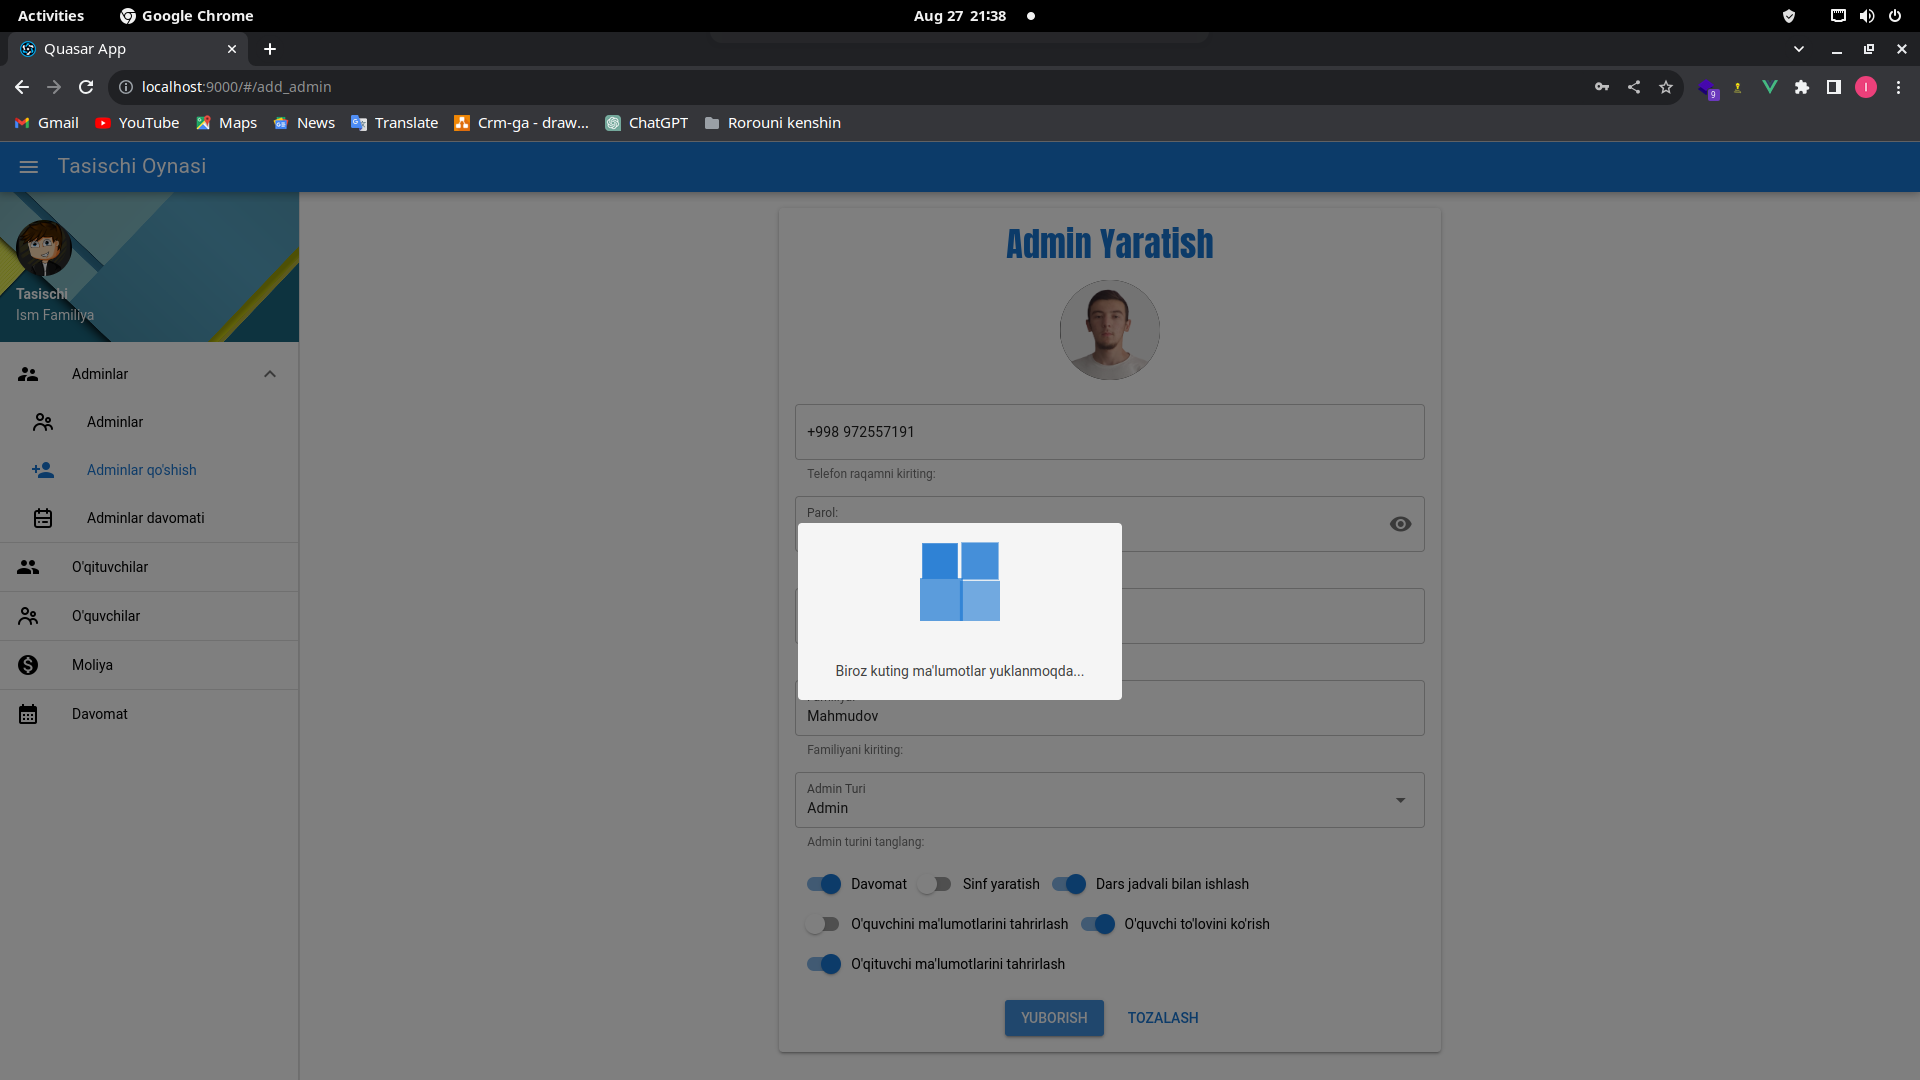 Activities Google Chrome Aug 27 21:38
Quasar App
localhost:9000/#/add_admin
9 I
Gmail YouTube Maps News Translate Crm-ga - draw... ChatGPT Rorouni kenshin
Tasischi Oynasi
Tasischi
Ism Familiya
Adminlar
Adminlar
Adminlar qo'shish
Adminlar davomati
O'qituvchilar
O'quvchilar
Moliya
Davomat
Admin Yaratish
+998 972557191
Telefon raqamni kiriting:
Parol:
Biroz kuting ma'lumotlar yuklanmoqda...
Mahmudov
Familiyani kiriting:
Admin Turi
Admin
Admin turini tanglang:
Davomat Sinf yaratish Dars jadvali bilan ishlash
O'quvchini ma'lumotlarini tahrirlash O'quvchi to'lovini ko'rish
O'qituvchi ma'lumotlarini tahrirlash
YUBORISH TOZALASH